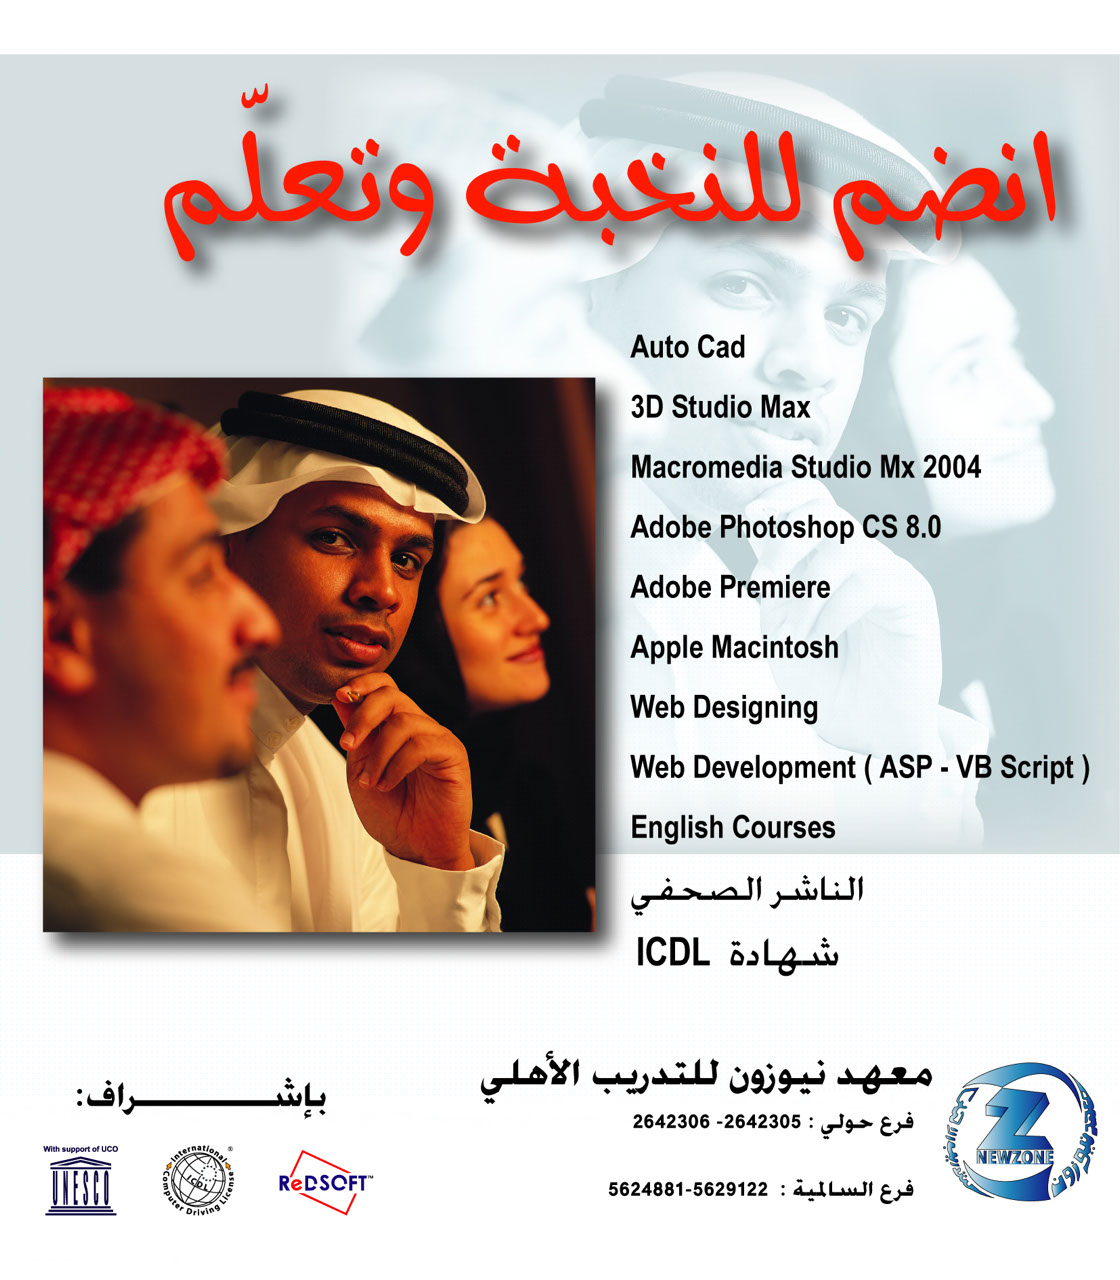 انضم للنخبة وتعلّم
Auto Cad
3D Studio Max
Macromedia Studio Mx 2004
Adobe Photoshop CS 8.0
Adobe Premiere
Apple Macintosh
Web Designing
Web Development ( ASP - VB Script )
English Courses
الناشر الصحفي
شهادة ICDL
معهد نيوزون للتدريب الأهلي
فرع حولي : 2642305 -2642306
فرع السالمية : 5629122-5624881
Z
NEWZONE
بإشــــــــــــراف:
With support of UCO
UNESCO
International
Computer Driving License
ICDL
®
ReDSOFT™